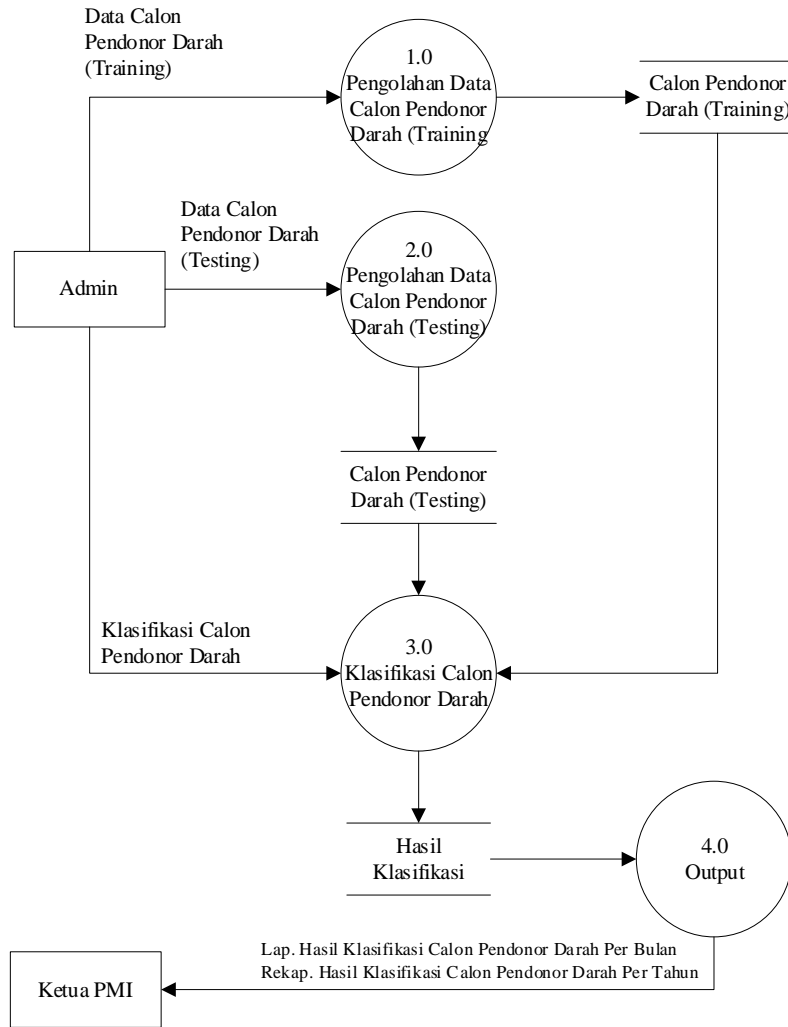 Data Calon
Pendonor Darah
(Training)
1.0
Pengolahan Data
Calon Pendonor
Darah (Training
Calon Pendonor
Darah (Training)
Data Calon
Pendonor Darah
(Testing)
Admin
2.0
Pengolahan Data
Calon Pendonor
Darah (Testing)
Calon Pendonor
Darah (Testing)
Klasifikasi Calon
Pendonor Darah
3.0
Klasifikasi Calon
Pendonor Darah
Hasil
Klasifikasi
4.0
Output
Lap. Hasil Klasifikasi Calon Pendonor Darah Per Bulan
Rekap. Hasil Klasifikasi Calon Pendonor Darah Per Tahun
Ketua PMI